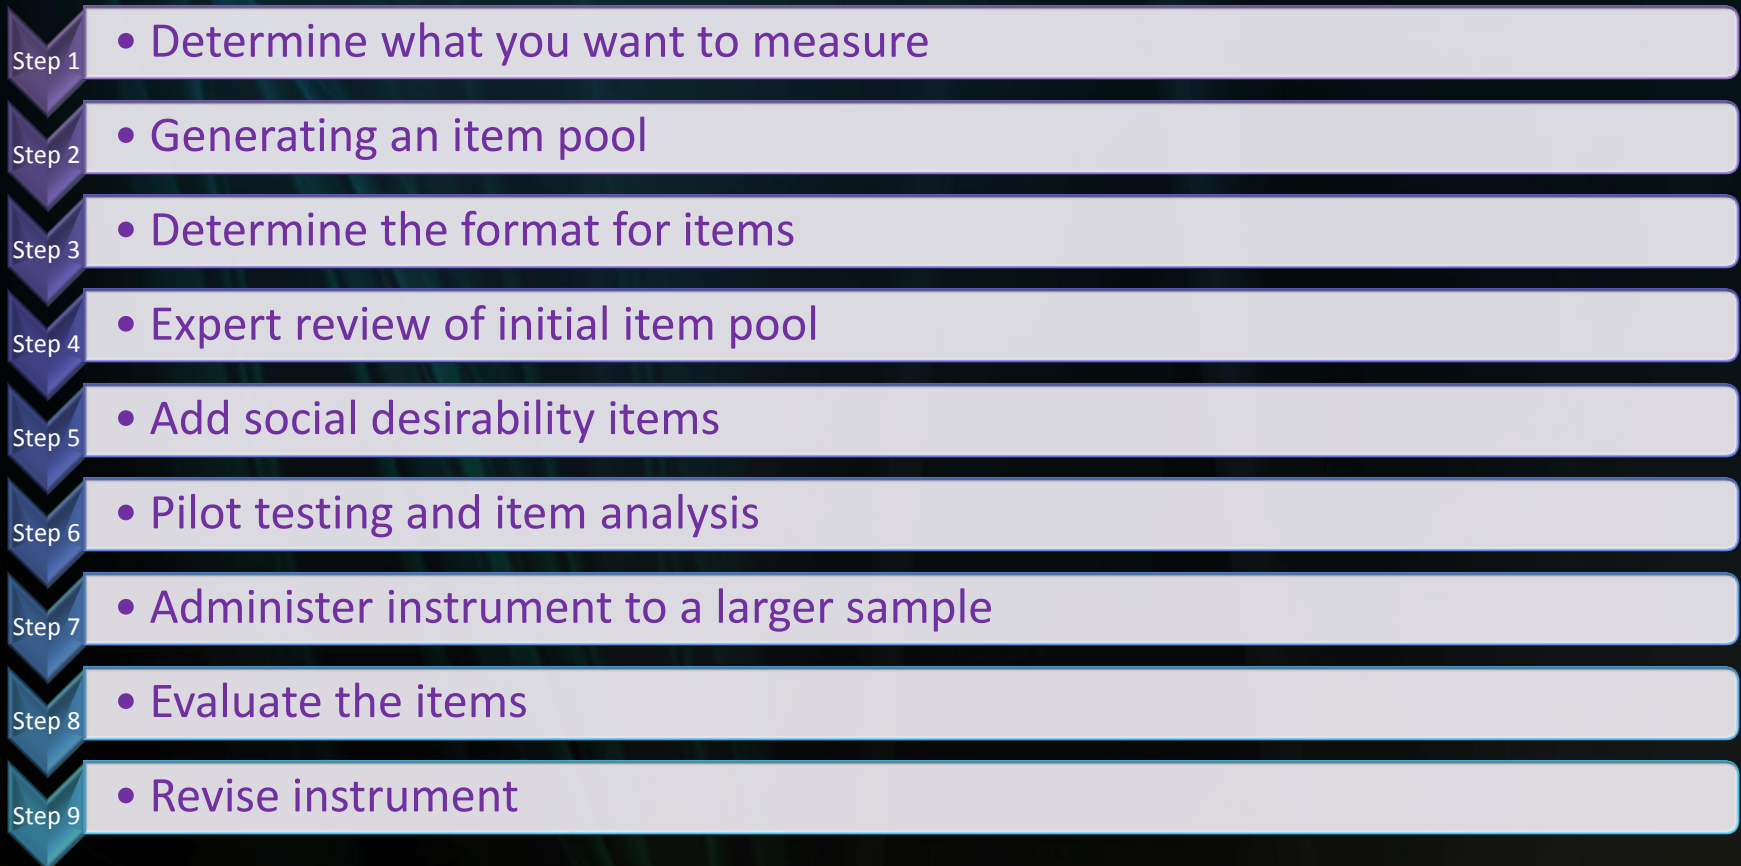 Step 1
• Determine what you want to measure
Step 2
• Generating an item pool
Step 3
• Determine the format for items
Step 4
• Expert review of initial item pool
Step 5
• Add social desirability items
Step 6
• Pilot testing and item analysis
Step 7
• Administer instrument to a larger sample
Step 8
• Evaluate the items
Step 9
• Revise instrument